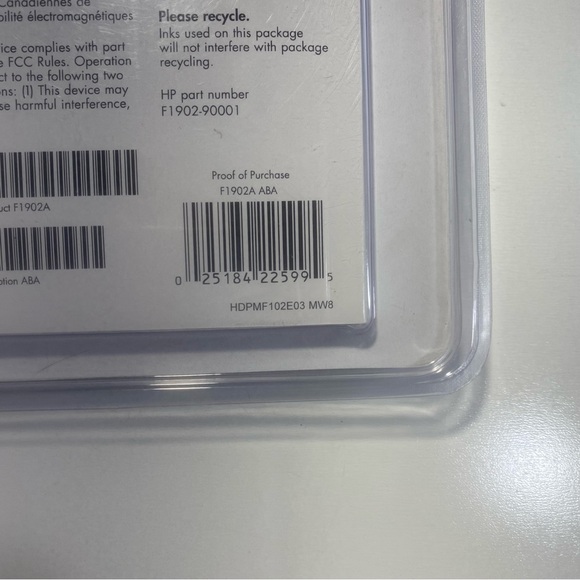 Canadiennes de
bilité électromagnétiques
ice complies with part
e FCC Rules. Operation
ct to the following two
ns: (1) This device may
se harmful interference,
Please recycle.
Inks used on this package
will not interfere with package
recycling.
HP part number
F1902-90001
uct F1902A
otion ABA
Proof of Purchase
F1902A ABA
0 25184 22599 5
HDPMF102E03 MW8